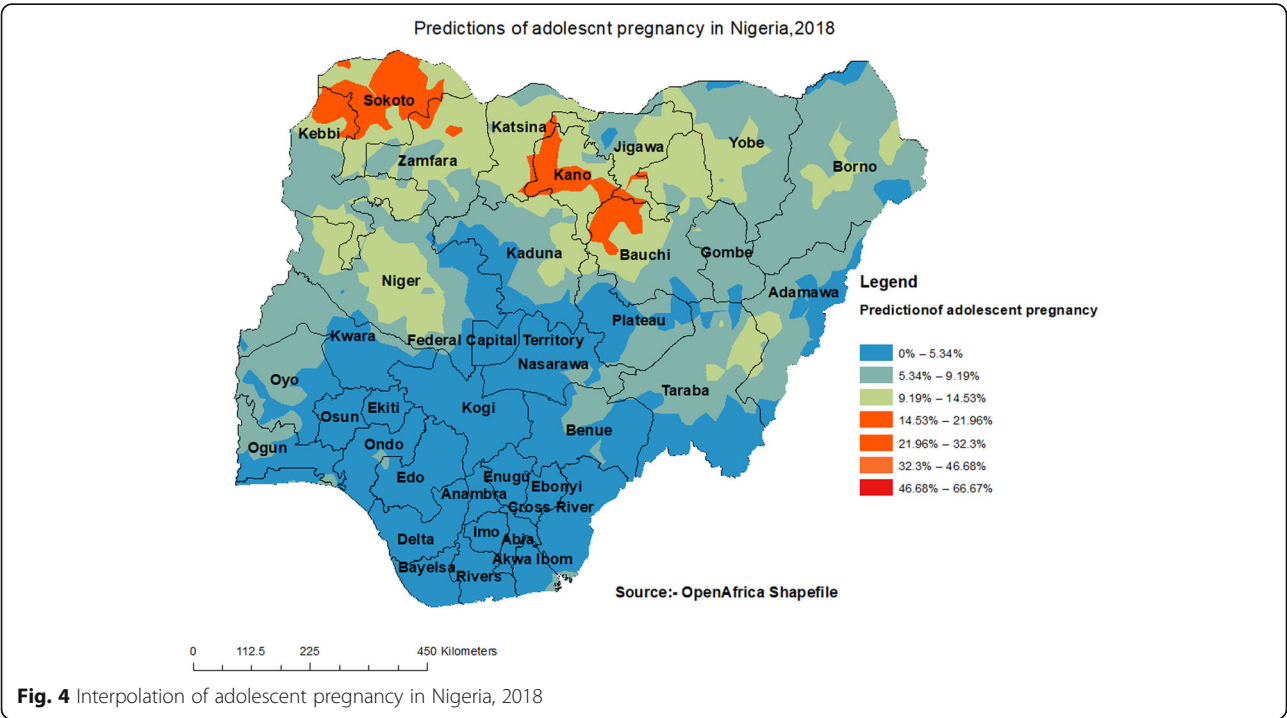 Predictions of adolescnt pregnancy in Nigeria,2018
Sokoto
Kebbi
Katsina
Zamfara
Jigawa
Yobe
Borno
Kano
Kaduna
Bauchi
Gombe
Niger
Adamawa
Plateau
Kwara
Federal Capital Territory
Nasarawa
Oyo
Taraba
Osun
Ekiti
Kogi
Benue
Ogun
Ondo
Edo
Enugu
Anambra
Ebonyi
Cross River
Delta
Imo
Abia
Akwa Ibom
Bayelsa
Rivers
Legend
Predictionof adolescent pregnancy
0% – 5.34%
5.34% – 9.19%
9.19% – 14.53%
14.53% – 21.96%
21.96% – 32.3%
32.3% – 46.68%
46.68% – 66.67%
Source:- OpenAfrica Shapefile
0 112.5 225 450 Kilometers
Fig. 4 Interpolation of adolescent pregnancy in Nigeria, 2018